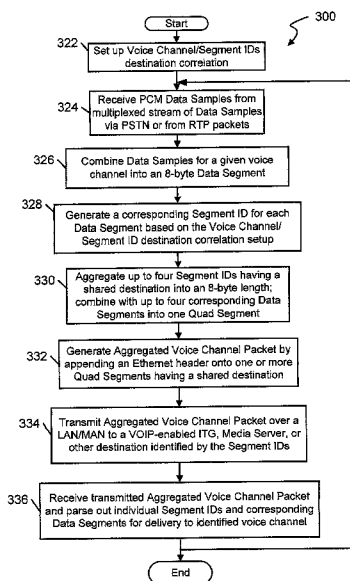 Start
300
322
Set up Voice Channel/Segment IDs
destination correlation
324
Receive PCM Data Samples from
multiplexed stream of Data Samples
via PSTN or from RTP packets
326
Combine Data Samples for a given voice
channel into an 8-byte Data Segment
328
Generate a corresponding Segment ID for each
Data Segment based on the Voice Channel/
Segment ID destination correlation setup
330
Aggregate up to four Segment IDs having a
shared destination into an 8-byte length;
combine with up to four corresponding Data
Segments into one Quad Segment
332
Generate Aggregated Voice Channel Packet by
appending an Ethernet header onto one or more
Quad Segments having a shared destination
334
Transmit Aggregated Voice Channel Packet over a
LAN/MAN to a VOIP-enabled ITG, Media Server, or
other destination identified by the Segment IDs
336
Receive transmitted Aggregated Voice Channel Packet
and parse out individual Segment IDs and corresponding
Data Segments for delivery to identified voice channel
End